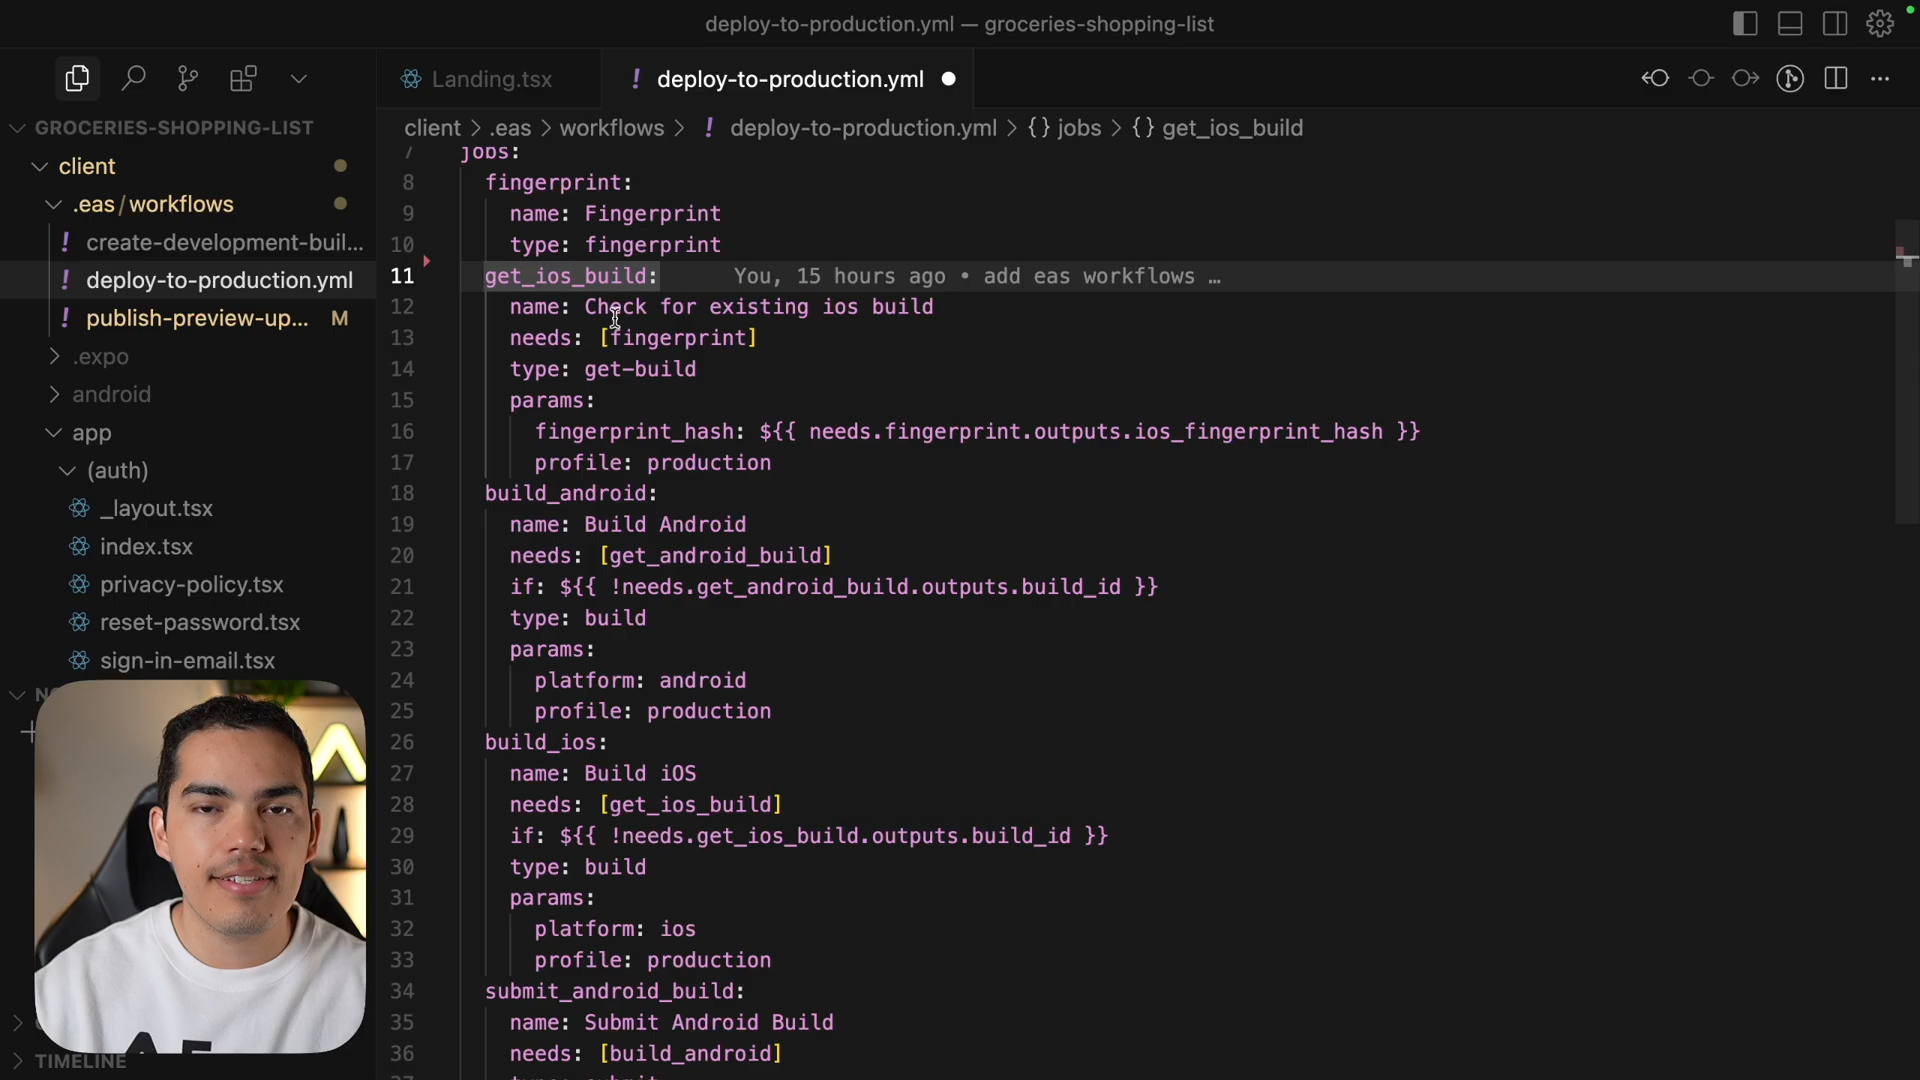 deploy-to-production.yml — groceries-shopping-list
Landing.tsx
! deploy-to-production.yml
GROCERIES-SHOPPING-LIST
client > .eas > workflows > ! deploy-to-production.yml > {} jobs > {} get_ios_build
client
.eas/workflows
! create-development-buil...
! deploy-to-production.yml
! publish-preview-up... M
.expo
android
app
(auth)
_layout.tsx
index.tsx
privacy-policy.tsx
reset-password.tsx
sign-in-email.tsx
TIMELINE
7 jobs:
8 fingerprint:
9 name: Fingerprint
10 type: fingerprint
11 get_ios_build: You, 15 hours ago • add eas workflows …
12 name: Check for existing ios build
13 needs: [fingerprint]
14 type: get-build
15 params:
16 fingerprint_hash: ${{ needs.fingerprint.outputs.ios_fingerprint_hash }}
17 profile: production
18 build_android:
19 name: Build Android
20 needs: [get_android_build]
21 if: ${{ !needs.get_android_build.outputs.build_id }}
22 type: build
23 params:
24 platform: android
25 profile: production
26 build_ios:
27 name: Build iOS
28 needs: [get_ios_build]
29 if: ${{ !needs.get_ios_build.outputs.build_id }}
30 type: build
31 params:
32 platform: ios
33 profile: production
34 submit_android_build:
35 name: Submit Android Build
36 needs: [build_android]